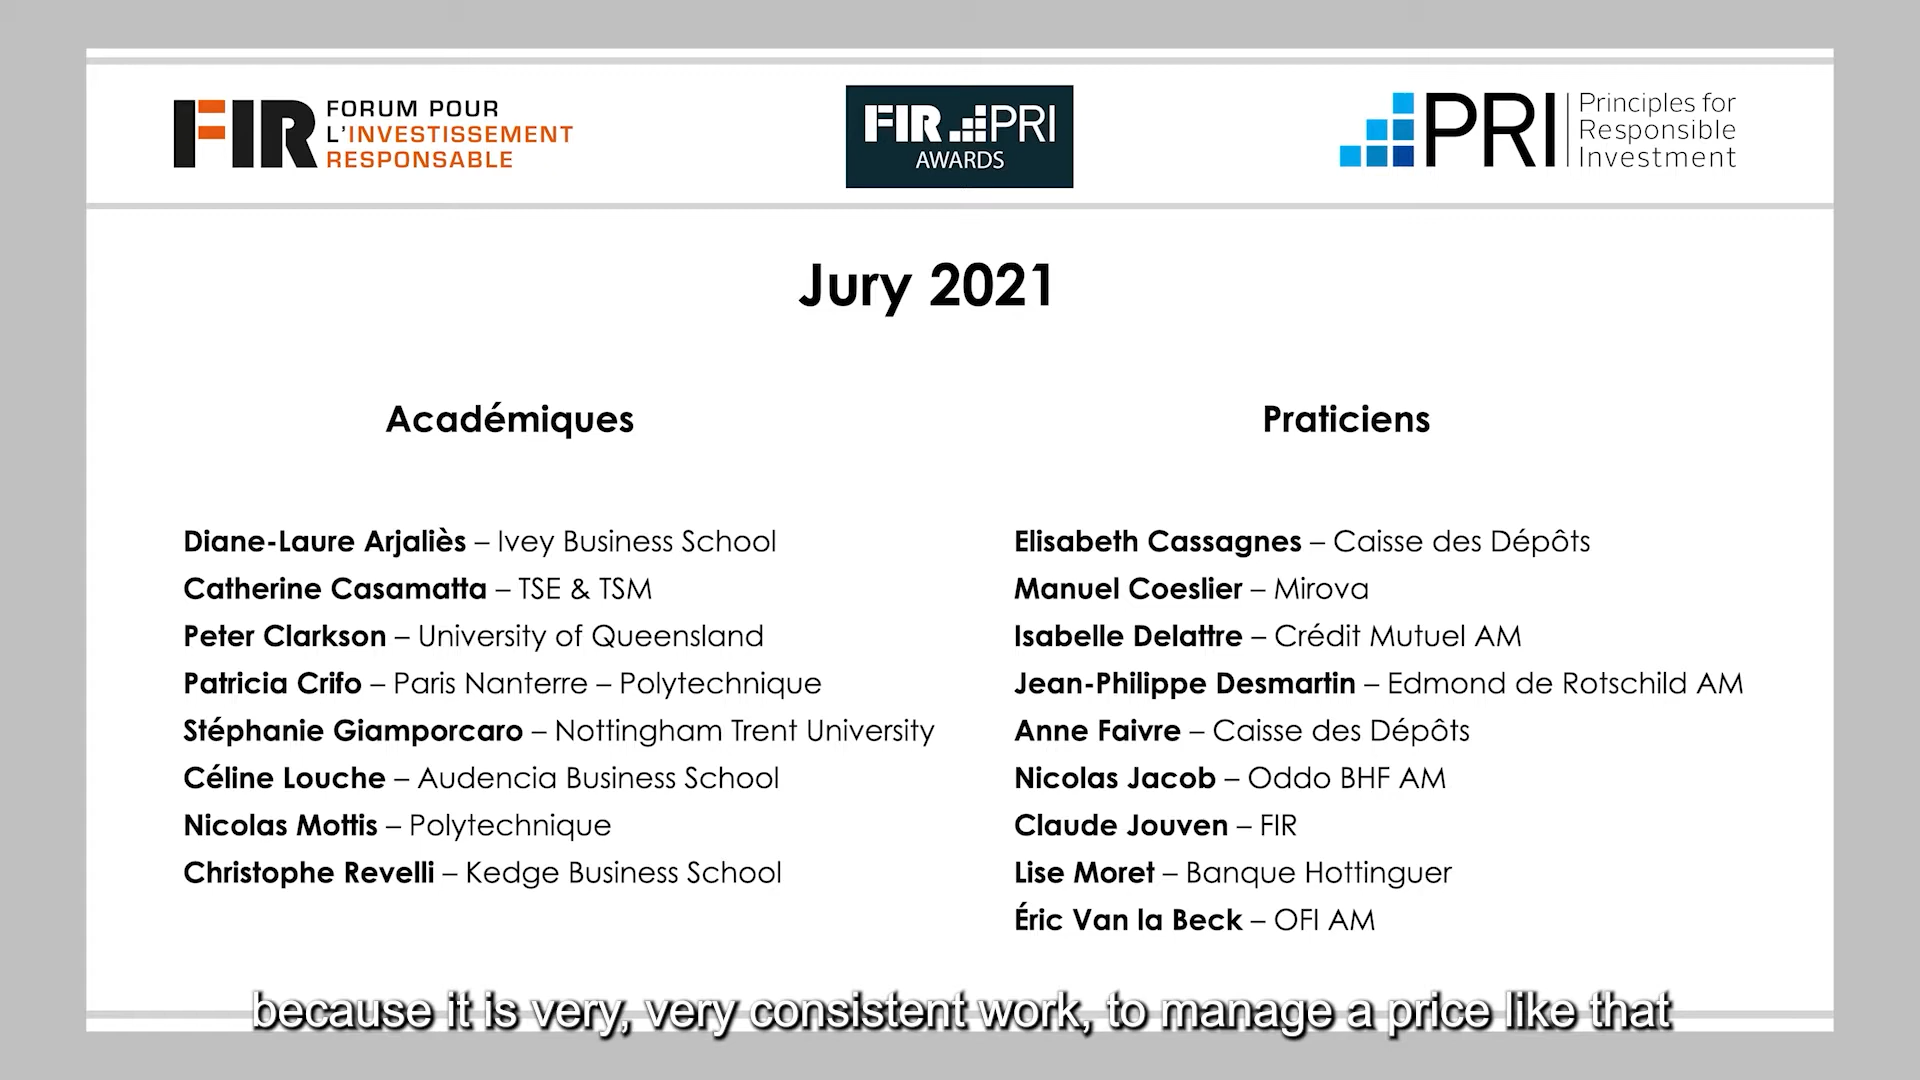 FIR FORUM POUR
L'INVESTISSEMENT
RESPONSABLE
FIR PRI
AWARDS
PRI Principles for
Responsible
Investment
Jury 2021
Académiques
Diane-Laure Arjaliès – Ivey Business School
Catherine Casamatta – TSE & TSM
Peter Clarkson – University of Queensland
Patricia Crifo – Paris Nanterre – Polytechnique
Stéphanie Giamporcaro – Nottingham Trent University
Céline Louche – Audencia Business School
Nicolas Mottis – Polytechnique
Christophe Revelli – Kedge Business School
Praticiens
Elisabeth Cassagnes – Caisse des Dépôts
Manuel Coeslier – Mirova
Isabelle Delattre – Crédit Mutuel AM
Jean-Philippe Desmartin – Edmond de Rotschild AM
Anne Faivre – Caisse des Dépôts
Nicolas Jacob – Oddo BHF AM
Claude Jouven – FIR
Lise Moret – Banque Hottinguer
Éric Van la Beck – OFI AM
because it is very, very consistent work, to manage a price like that